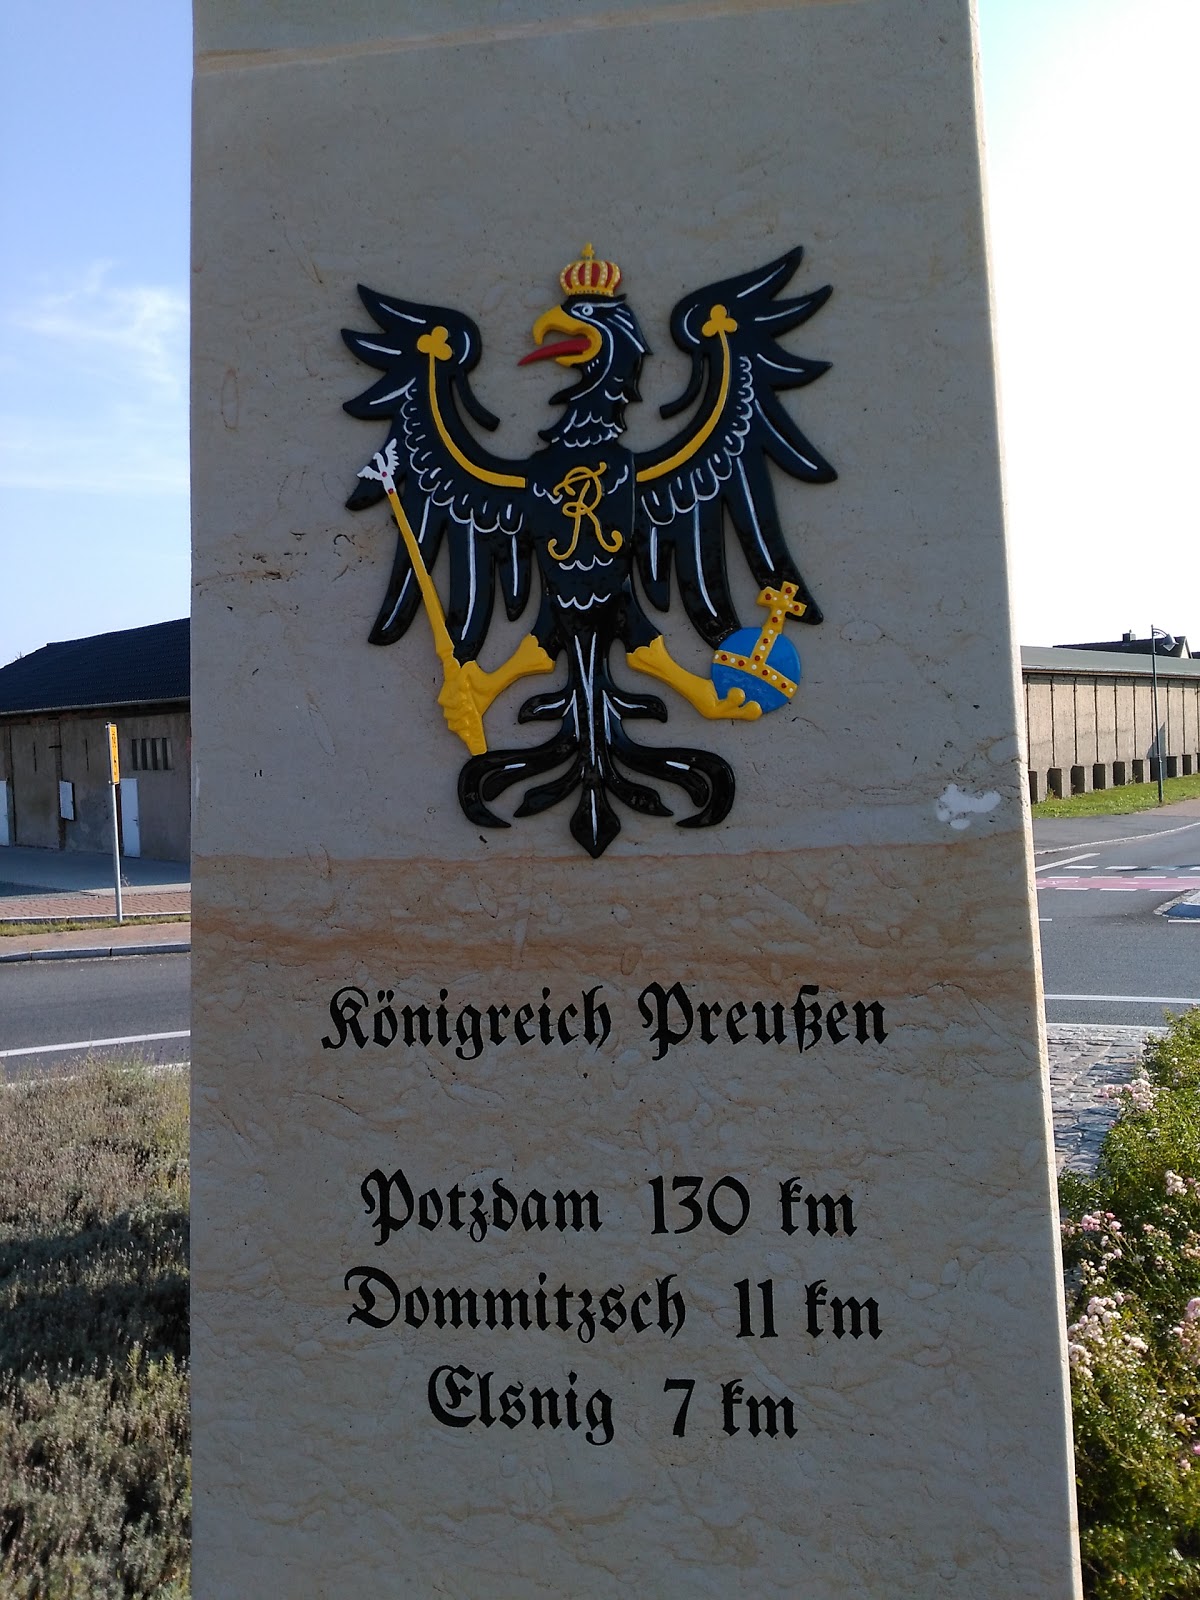 R
Königreich Preußen
Potzdam 130 km
Dommitzsch 11 km
Elsnig 7 km